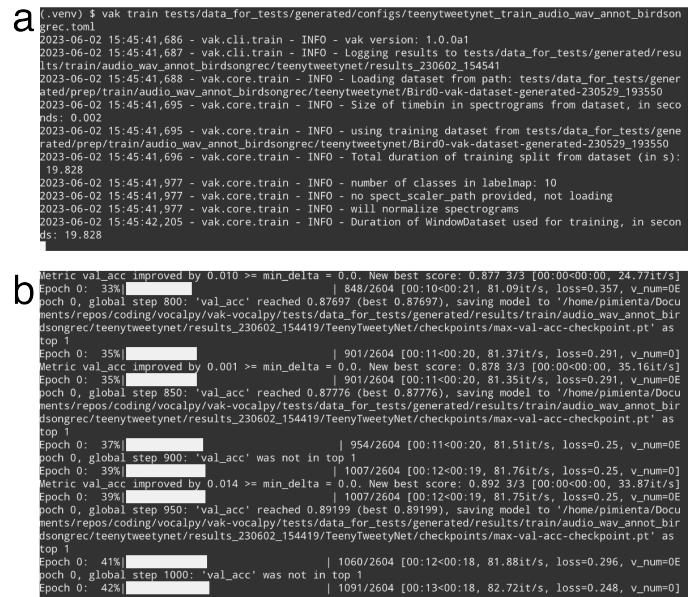 a
(.venv) $ vak train tests/data_for_tests/generated/configs/teenytweetynet_train_audio_wav_annot_birdson
grec.toml
2023-06-02 15:45:41,686 - vak.cli.train - INFO - vak version: 1.0.0a1
2023-06-02 15:45:41,687 - vak.cli.train - INFO - Logging results to tests/data_for_tests/generated/resu
lts/train/audio_wav_annot_birdsongrec/teenytweetynet/results_230602_154541
2023-06-02 15:45:41,688 - vak.core.train - INFO - Loading dataset from path: tests/data_for_tests/gener
ated/prep/train/audio_wav_annot_birdsongrec/teenytweetynet/Bird0-vak-dataset-generated-230529_193550
2023-06-02 15:45:41,695 - vak.core.train - INFO - Size of timebin in spectrograms from dataset, in seco
nds: 0.002
2023-06-02 15:45:41,695 - vak.core.train - INFO - using training dataset from tests/data_for_tests/gene
rated/prep/train/audio_wav_annot_birdsongrec/teenytweetynet/Bird0-vak-dataset-generated-230529_193550
2023-06-02 15:45:41,696 - vak.core.train - INFO - Total duration of training split from dataset (in s):
19.828
2023-06-02 15:45:41,977 - vak.core.train - INFO - number of classes in labelmap: 10
2023-06-02 15:45:41,977 - vak.core.train - INFO - no spect_scaler_path provided, not loading
2023-06-02 15:45:41,977 - vak.core.train - INFO - will normalize spectrograms
2023-06-02 15:45:42,205 - vak.core.train - INFO - Duration of WindowDataset used for training, in secon
ds: 19.828
b
Metric val_acc improved by 0.010 >= min_delta = 0.0. New best score: 0.877 3/3 [00:00<00:00, 24.77it/s]
Epoch 0: 33%| | 848/2604 [00:10<00:21, 81.09it/s, loss=0.357, v_num=0E
poch 0, global step 800: 'val_acc' reached 0.87697 (best 0.87697), saving model to '/home/pimienta/Docu
ments/repos/coding/vocalpy/vak-vocalpy/tests/data_for_tests/generated/results/train/audio_wav_annot_bir
dsongrec/teenytweetynet/results_230602_154419/TeenyTweetyNet/checkpoints/max-val-acc-checkpoint.pt' as
top 1
Epoch 0: 35%| | 901/2604 [00:11<00:20, 81.37it/s, loss=0.291, v_num=0]
Metric val_acc improved by 0.001 >= min_delta = 0.0. New best score: 0.878 3/3 [00:00<00:00, 35.16it/s]
Epoch 0: 35%| | 901/2604 [00:11<00:20, 81.35it/s, loss=0.291, v_num=0E
poch 0, global step 850: 'val_acc' reached 0.87776 (best 0.87776), saving model to '/home/pimienta/Docu
ments/repos/coding/vocalpy/vak-vocalpy/tests/data_for_tests/generated/results/train/audio_wav_annot_bir
dsongrec/teenytweetynet/results_230602_154419/TeenyTweetyNet/checkpoints/max-val-acc-checkpoint.pt' as
top 1
Epoch 0: 37%| | 954/2604 [00:11<00:20, 81.51it/s, loss=0.25, v_num=0E
poch 0, global step 900: 'val_acc' was not in top 1
Epoch 0: 39%| | 1007/2604 [00:12<00:19, 81.76it/s, loss=0.25, v_num=0]
Metric val_acc improved by 0.014 >= min_delta = 0.0. New best score: 0.892 3/3 [00:00<00:00, 33.87it/s]
Epoch 0: 39%| | 1007/2604 [00:12<00:19, 81.75it/s, loss=0.25, v_num=0E
poch 0, global step 950: 'val_acc' reached 0.89199 (best 0.89199), saving model to '/home/pimienta/Docu
ments/repos/coding/vocalpy/vak-vocalpy/tests/data_for_tests/generated/results/train/audio_wav_annot_bir
dsongrec/teenytweetynet/results_230602_154419/TeenyTweetyNet/checkpoints/max-val-acc-checkpoint.pt' as
top 1
Epoch 0: 41%| | 1060/2604 [00:12<00:18, 81.88it/s, loss=0.296, v_num=0E
poch 0, global step 1000: 'val_acc' was not in top 1
Epoch 0: 42%| | 1091/2604 [00:13<00:18, 82.72it/s, loss=0.248, v_num=0]